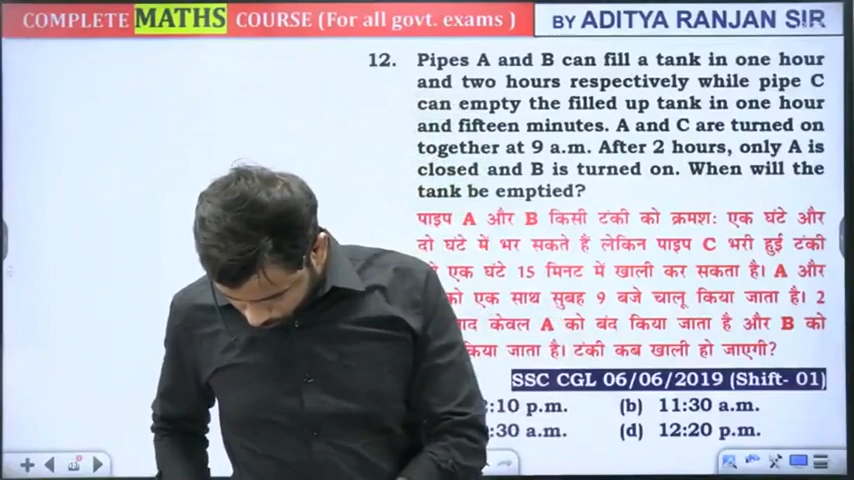 COMPLETE MATHS COURSE (For all govt. exams )
BY ADITYA RANJAN SIR
12. Pipes A and B can fill a tank in one hour
and two hours respectively while pipe C
can empty the filled up tank in one hour
and fifteen minutes. A and C are turned on
together at 9 a.m. After 2 hours, only A is
closed and B is turned on. When will the
tank be emptied?
पाइप A और B किसी टंकी को क्रमश: एक घंटे और
दो घंटे में भर सकते हैं लेकिन पाइप C भरी हुई टंकी
एक घंटे 15 मिनट में खाली कर सकता है। A और
को एक साथ सुबह 9 बजे चालू किया जाता है। 2
केवल A को बंद किया जाता है और B को
किया जाता है। टंकी कब खाली हो जाएगी?
SSC CGL 06/06/2019 (Shift- 01)
:10 p.m. (b) 11:30 a.m.
:30 a.m. (d) 12:20 p.m.